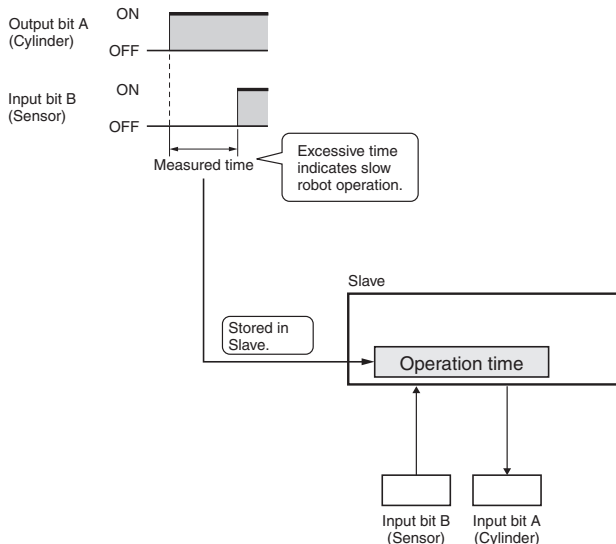 Output bit A
(Cylinder)
ON
OFF
Input bit B
(Sensor)
ON
OFF
Measured time
Excessive time
indicates slow
robot operation.
Slave
Stored in
Slave.
Operation time
Input bit B
(Sensor)
Input bit A
(Cylinder)